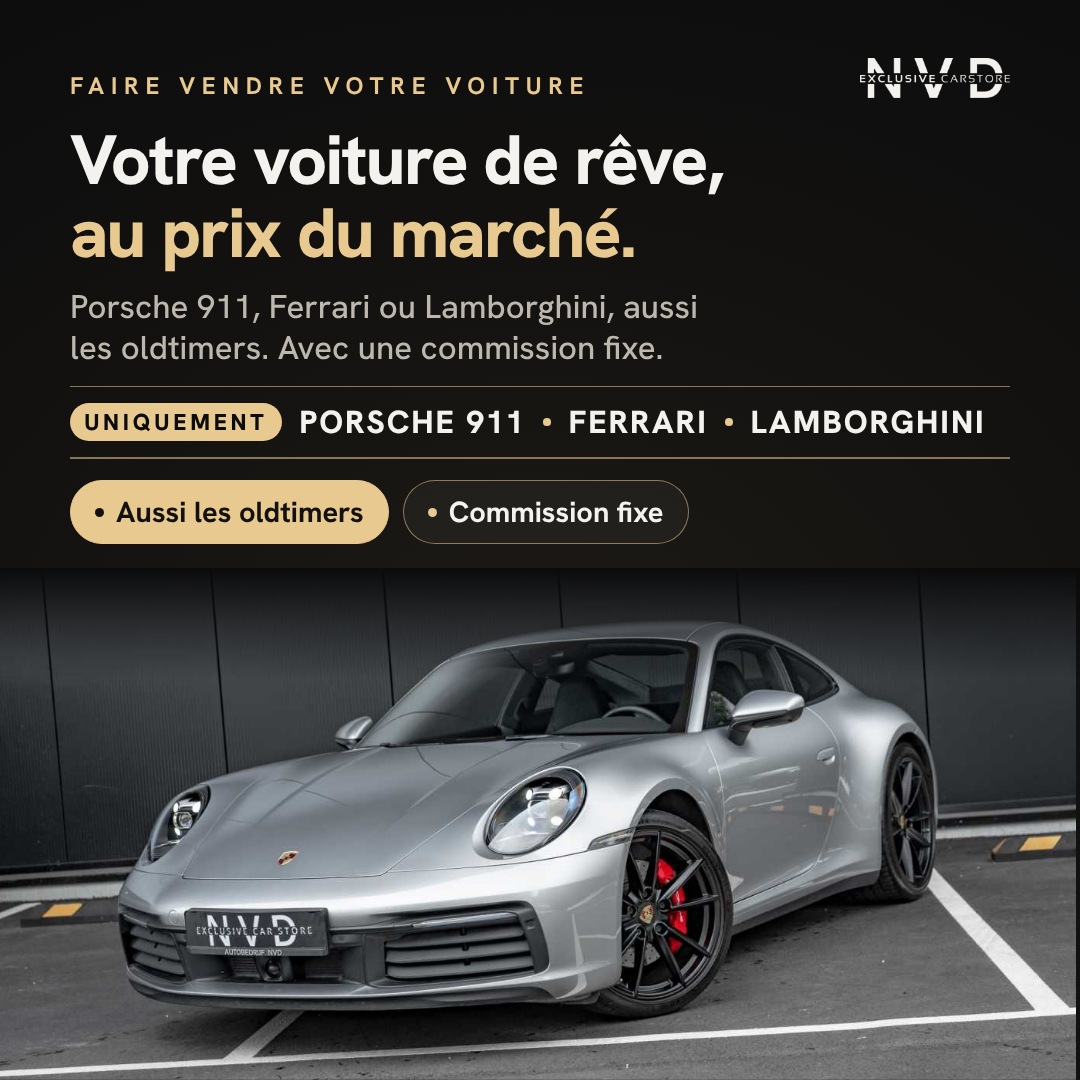 FAIRE VENDRE VOTRE VOITURE
NVD
EXCLUSIVE CARSTORE
Votre voiture de rêve,
au prix du marché.
Porsche 911, Ferrari ou Lamborghini, aussi
les oldtimers. Avec une commission fixe.
UNIQUEMENT PORSCHE 911 • FERRARI • LAMBORGHINI
• Aussi les oldtimers • Commission fixe
NVD
EXCLUSIVE CAR STORE
AUTOBEDRIJF NVD